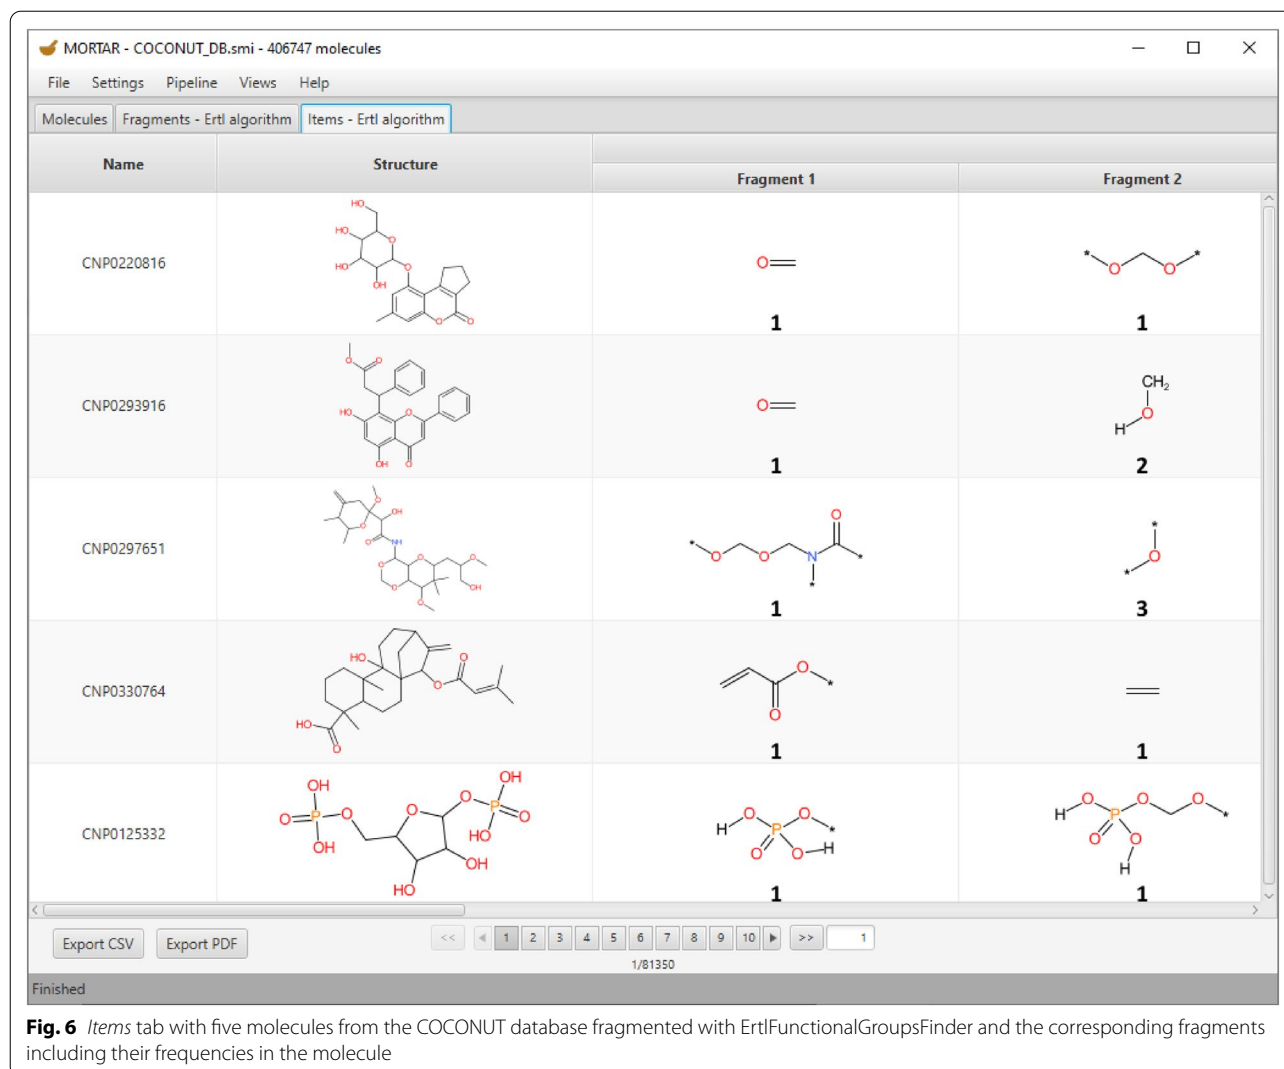 MORTAR - COCONUT_DB.smi - 406747 molecules
File Settings Pipeline Views Help
Molecules Fragments - Ertl algorithm Items - Ertl algorithm
Name Structure
Fragment 1 Fragment 2
CNP0220816
HO
HO
HO
OH
O
O
O
O
O
O
O
1 1
CNP0293916
O
O
HO
O
OH
O
O
CH2
O
H
1 2
CNP0297651
O
OH
O
O
NH
O
O
O
O
OH
O
O
O
O
N
O
1 3
CNP0330764
HO
O
O
HO
O
O
O
1 1
CNP0125332
OH
O
P
O
OH
O
O
P
OH
O
HO
OH
HO
H
O
P
O
O
O
H
H
O
P
O
O
O
O
H
1 1
Export CSV Export PDF
<< 1 2 3 4 5 6 7 8 9 10 >> 1
1/81350
Finished
Fig. 6 Items tab with five molecules from the COCONUT database fragmented with ErtlFunctionalGroupsFinder and the corresponding fragments
including their frequencies in the molecule